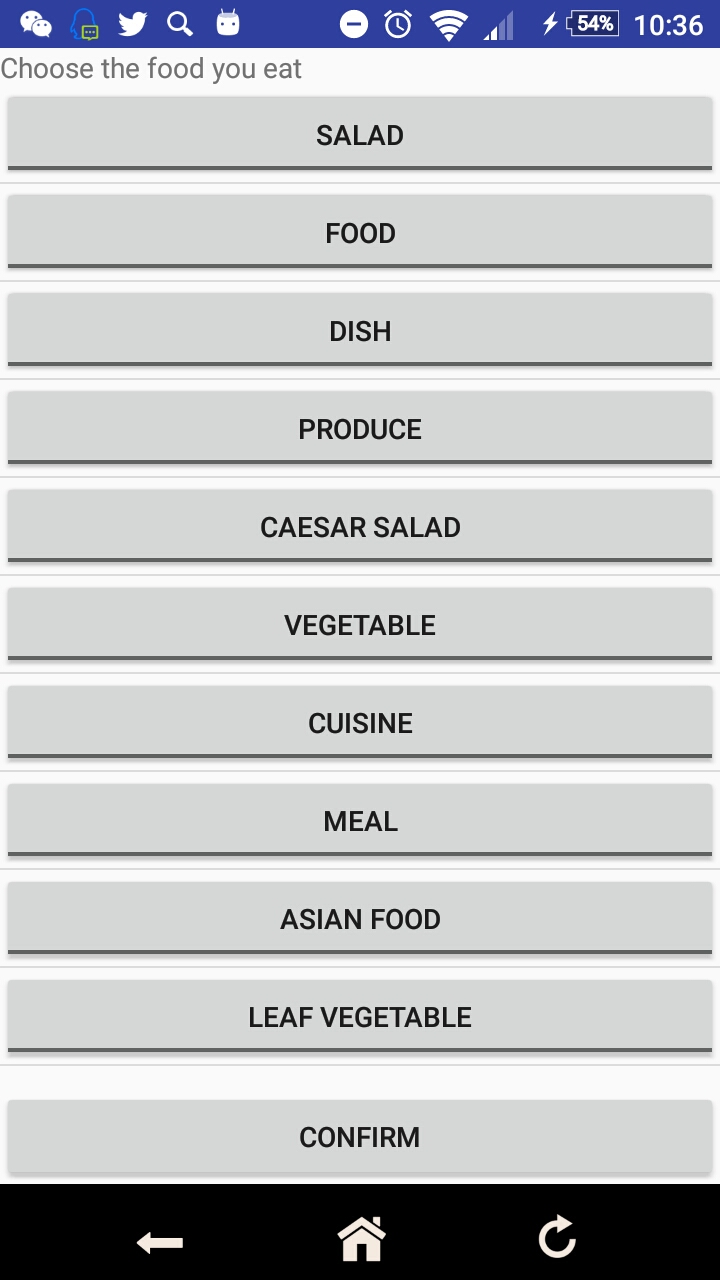 54% 10:36
Choose the food you eat
SALAD
FOOD
DISH
PRODUCE
CAESAR SALAD
VEGETABLE
CUISINE
MEAL
ASIAN FOOD
LEAF VEGETABLE
CONFIRM